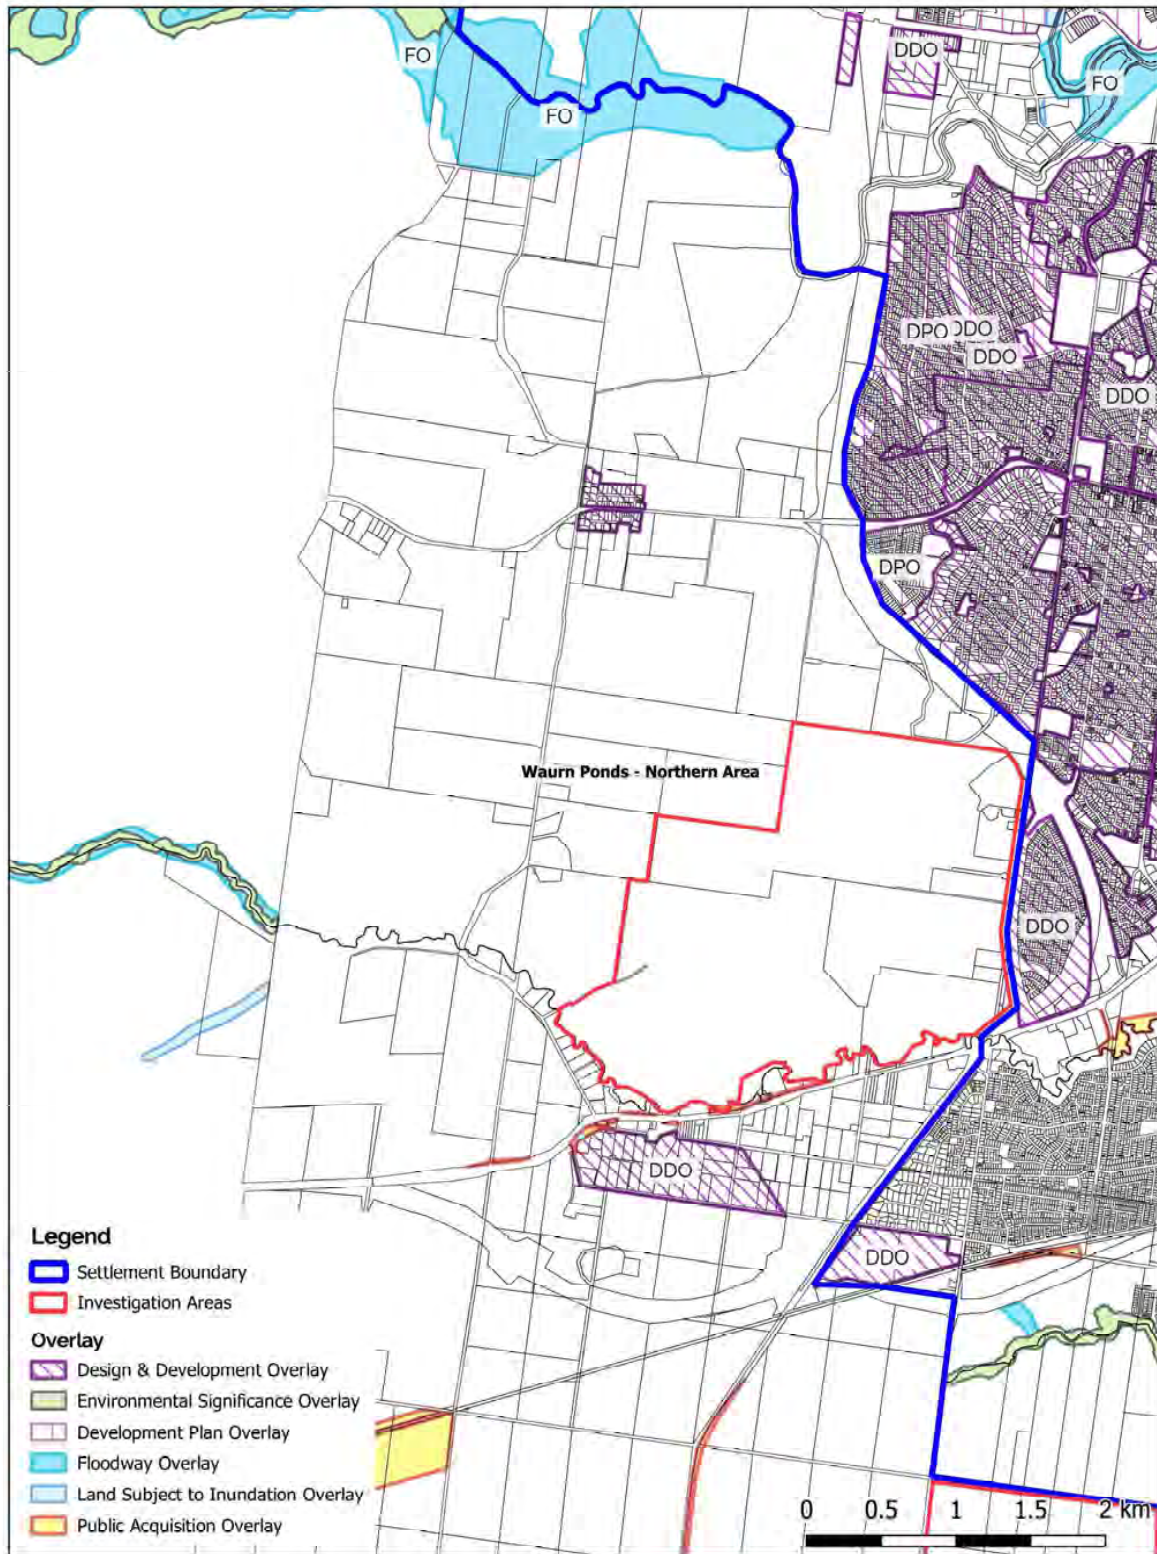 FO
DDO
FO
FO
DPO
DDO
DDO
DDO
DPO
Waurn Ponds - Northern Area
DDO
DDO
DDO
Legend
Settlement Boundary
Investigation Areas
Overlay
Design & Development Overlay
Environmental Significance Overlay
Development Plan Overlay
Floodway Overlay
Land Subject to Inundation Overlay
Public Acquisition Overlay
0 0.5 1 1.5 2 km